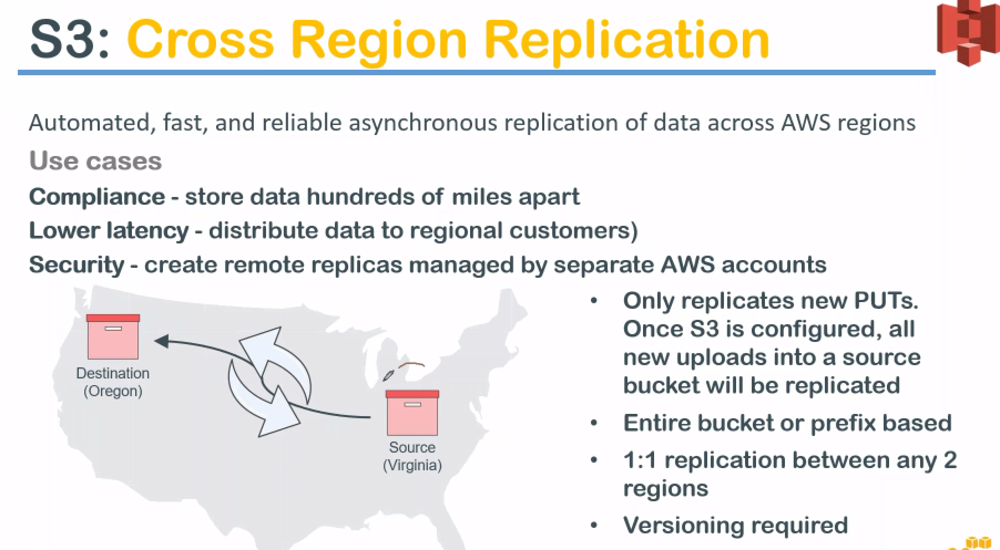 S3: Cross Region Replication
Automated, fast, and reliable asynchronous replication of data across AWS regions
Use cases
Compliance - store data hundreds of miles apart
Lower latency - distribute data to regional customers)
Security - create remote replicas managed by separate AWS accounts
Destination
(Oregon)
Source
(Virginia)
• Only replicates new PUTs.
Once S3 is configured, all
new uploads into a source
bucket will be replicated
• Entire bucket or prefix based
• 1:1 replication between any 2
regions
• Versioning required